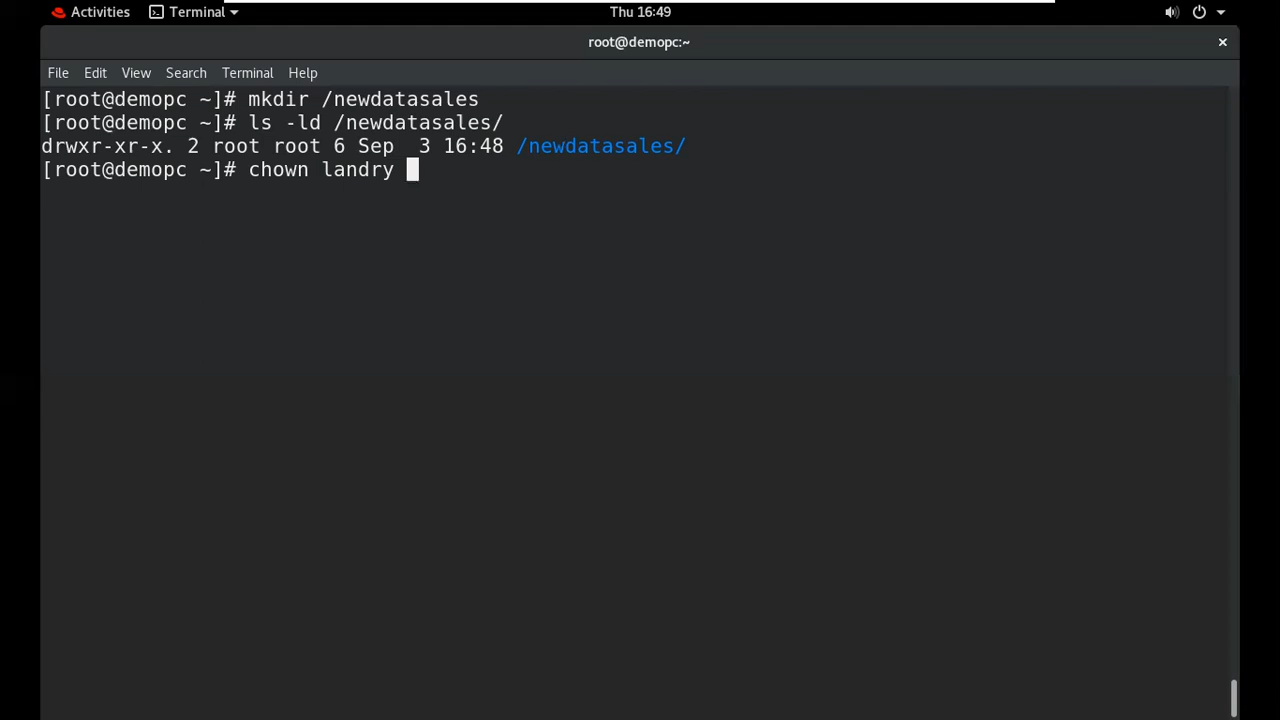 Activities Terminal Thu 16:49
root@demopc:~ ×
File Edit View Search Terminal Help
[root@demopc ~]# mkdir /newdatasales
[root@demopc ~]# ls -ld /newdatasales/
drwxr-xr-x. 2 root root 6 Sep  3 16:48 /newdatasales/
[root@demopc ~]# chown landry